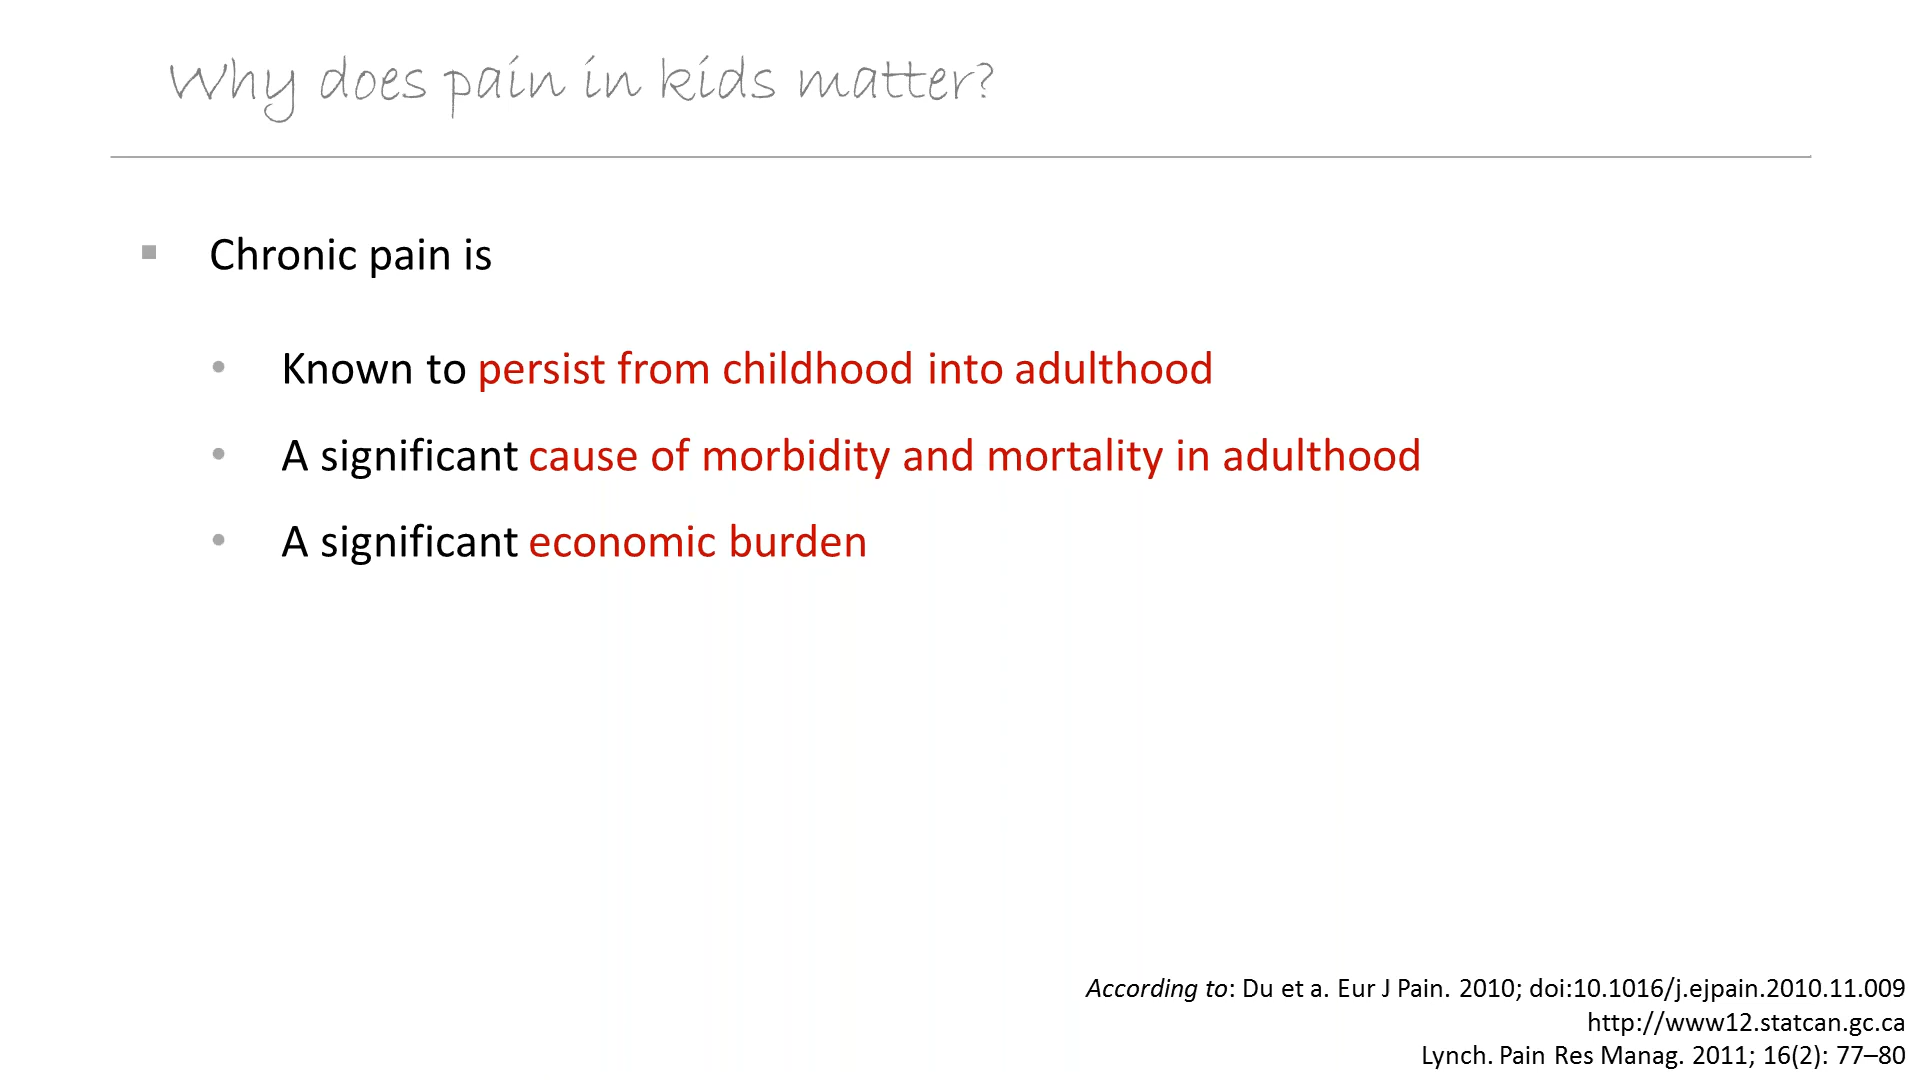 Why does pain in kids matter?
▪ Chronic pain is
• Known to persist from childhood into adulthood
• A significant cause of morbidity and mortality in adulthood
• A significant economic burden
According to: Du et a. Eur J Pain. 2010; doi:10.1016/j.ejpain.2010.11.009
http://www12.statcan.gc.ca
Lynch. Pain Res Manag. 2011; 16(2): 77–80